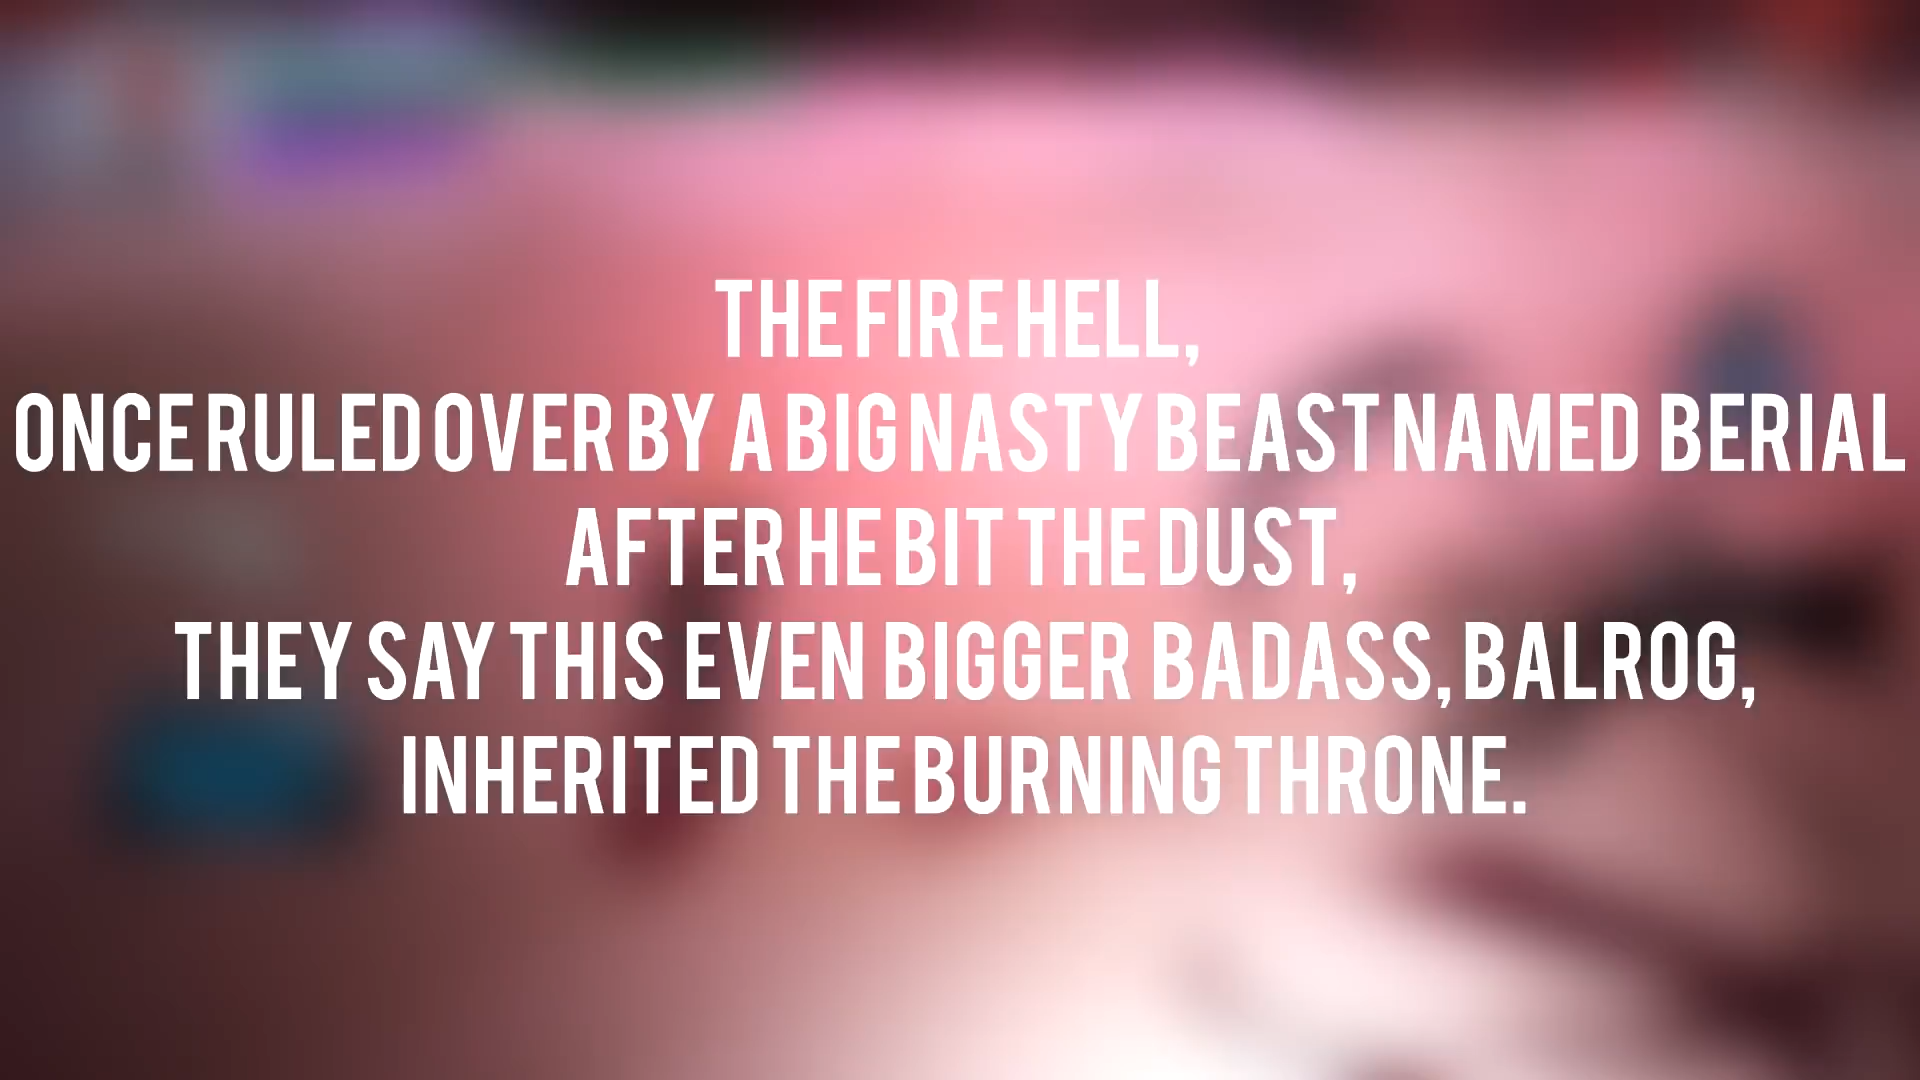 THE FIRE HELL,
ONCE RULED OVER BY A BIG NASTY BEAST NAMED BERIAL
AFTER HE BIT THE DUST,
THEY SAY THIS EVEN BIGGER BADASS, BALROG,
INHERITED THE BURNING THRONE.